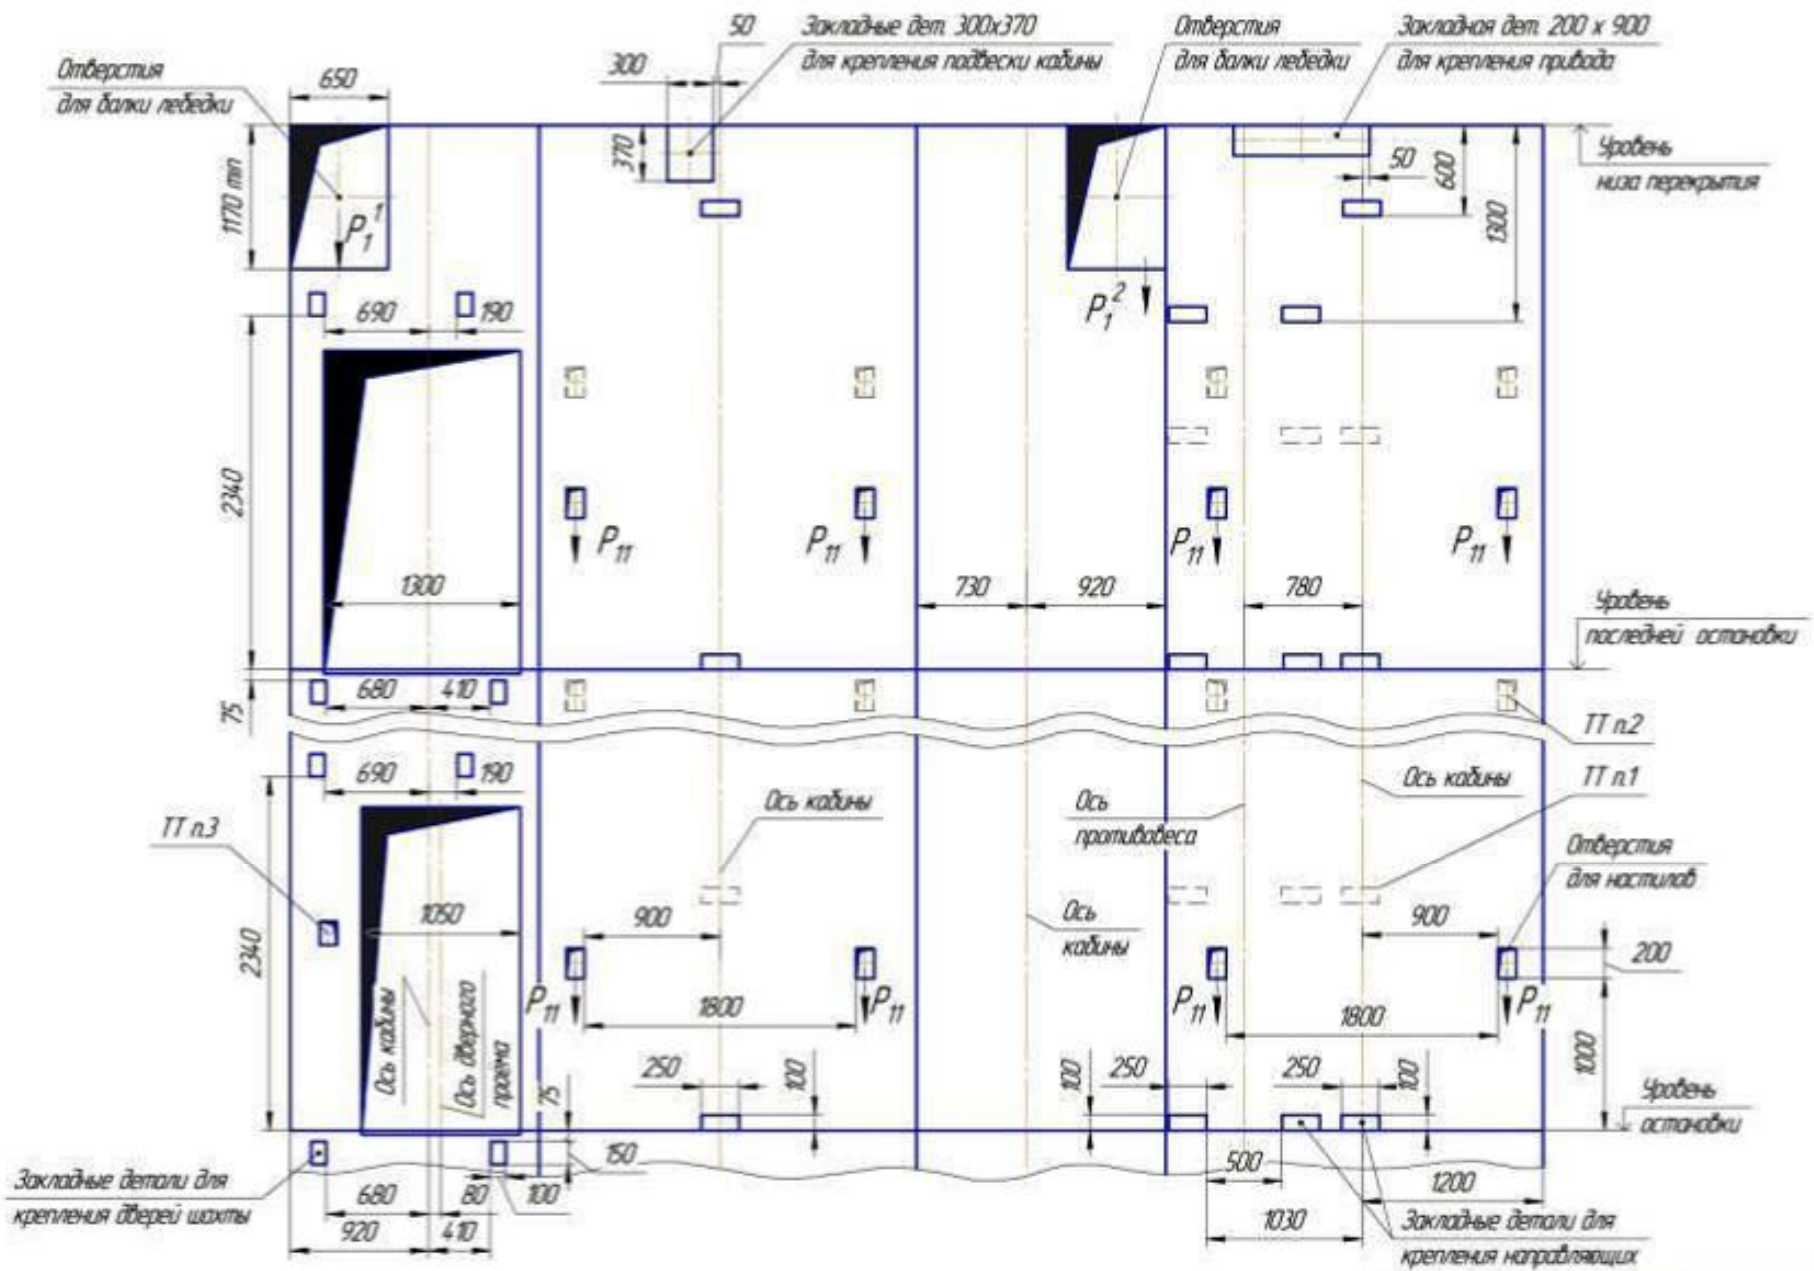 Отверстия
для балки лебедки
650
300
50
Закладные дет. 300х370
для крепления подвески кабины
Отверстия
для балки лебедки
Закладная дет. 200 х 900
для крепления привода
Уровень
низа перекрытия
1170 min
370
50
600
1300
P₁¹
P₁²
690
190
2340
P₁₁
P₁₁
P₁₁
P₁₁
1300
730
920
780
Уровень
последней остановки
75
680
410
ТТ п.2
690
190
Ось кабины
Ось
противовеса
Ось кабины
ТТ п.1
ТТ п.3
Отверстия
для настилов
1050
900
Ось
кабины
900
200
2340
Ось кабины
Ось дверного
проема
P₁₁
1800
P₁₁
P₁₁
1800
P₁₁
1000
75
250
100
100
250
250
100
Уровень
остановки
Закладные детали для
крепления дверей шахты
150
680
80
100
500
1200
920
410
1030
Закладные детали для
крепления направляющих